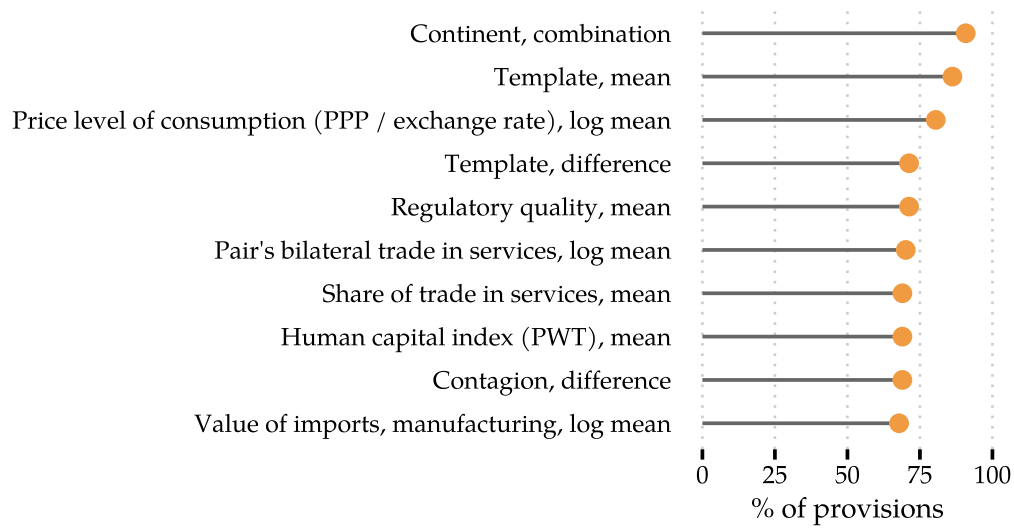 Continent, combination
Template, mean
Price level of consumption (PPP / exchange rate), log mean
Template, difference
Regulatory quality, mean
Pair's bilateral trade in services, log mean
Share of trade in services, mean
Human capital index (PWT), mean
Contagion, difference
Value of imports, manufacturing, log mean
0 25 50 75 100
% of provisions